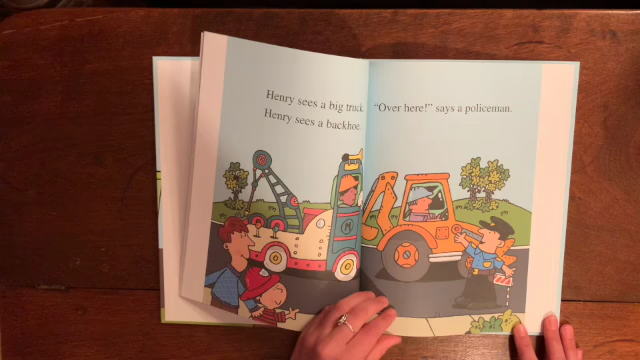 Henry sees a big truck.
Henry sees a backhoe.
"Over here!" says a policeman.